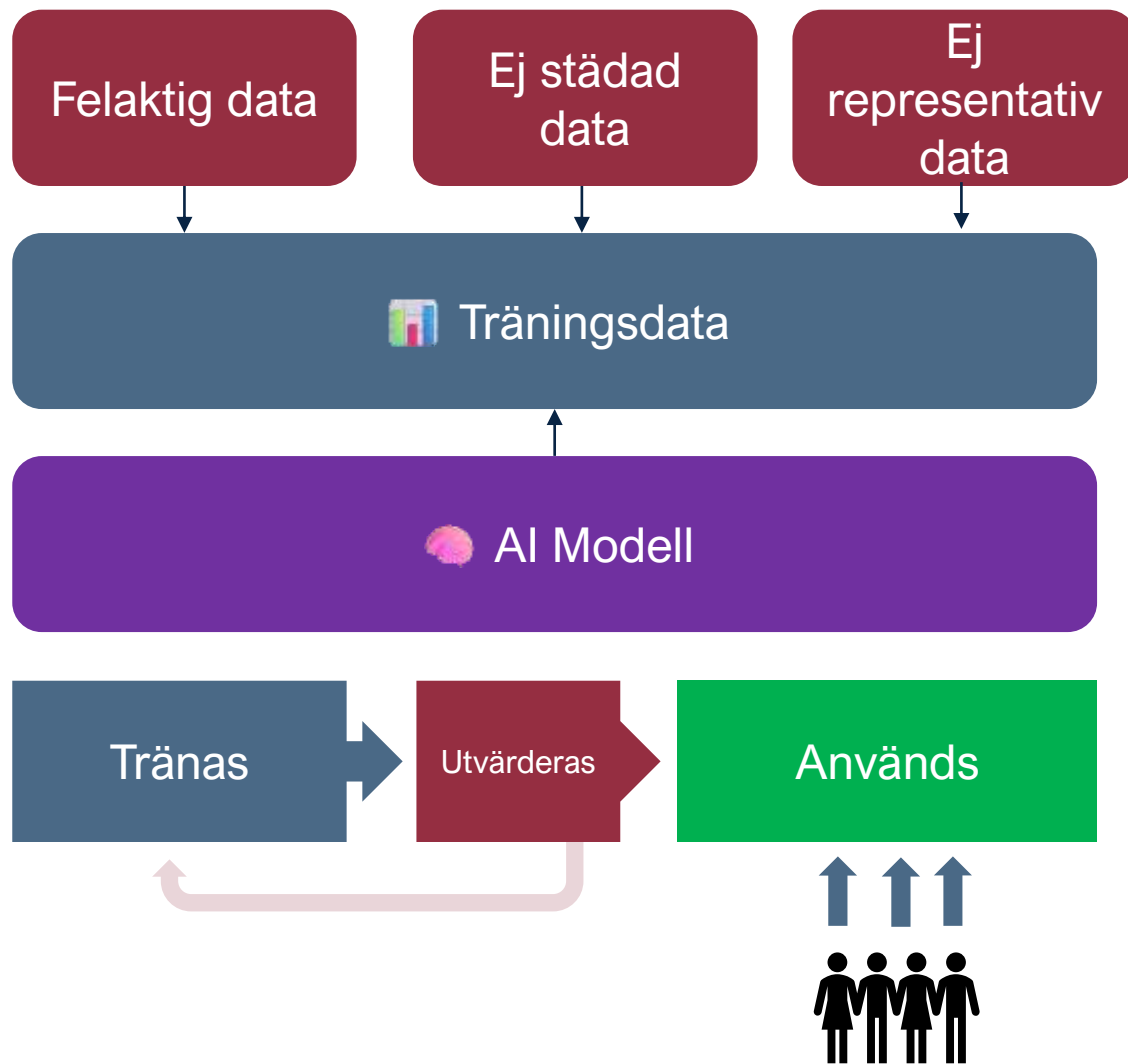 Felaktig data
Ej städad
data
Ej
representativ
data
Träningsdata
AI Modell
Tränas
Utvärderas
Används